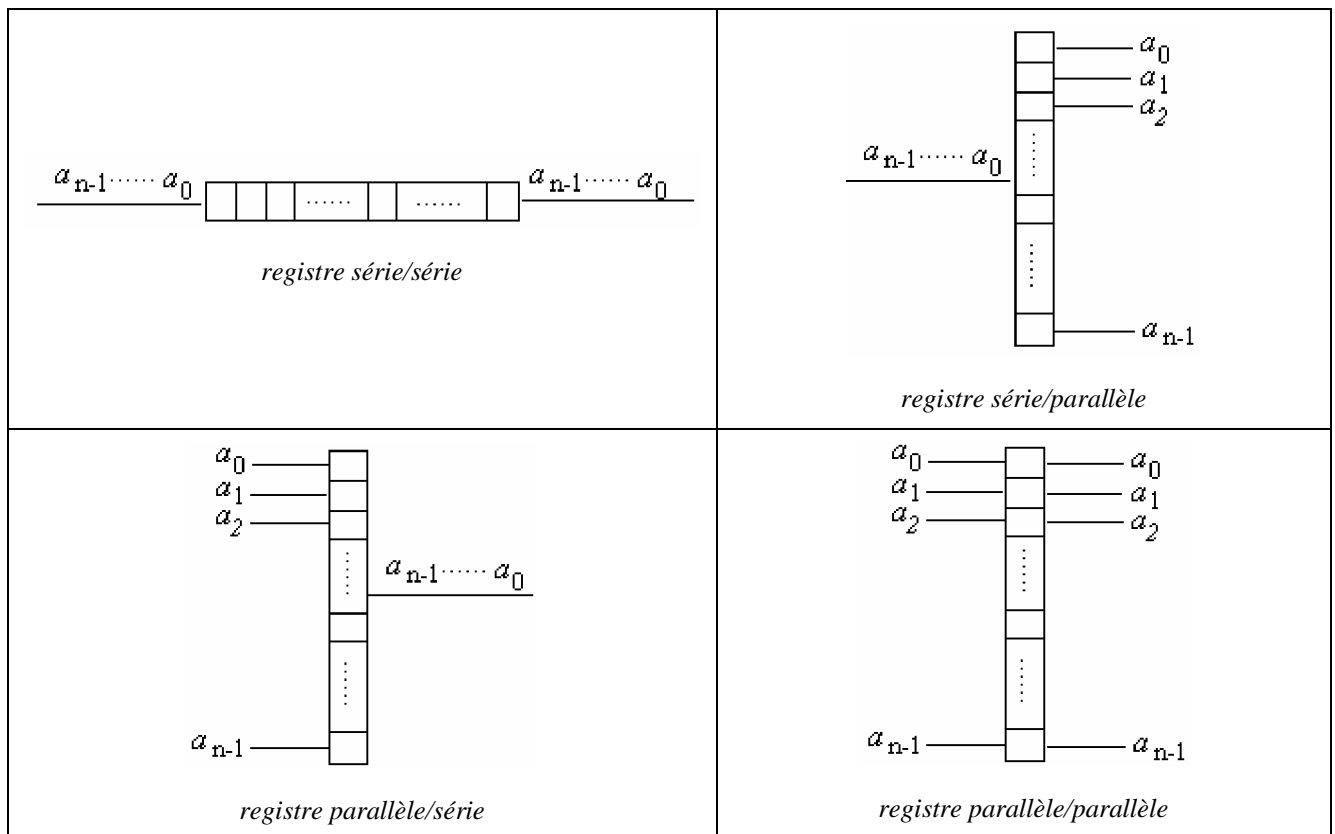 a n-1 ...... a 0
a n-1 ...... a 0
......
......
registre série/série
a 0
a 1
a 2
......
a n-1 ...... a 0
......
a n-1
registre série/parallèle
a 0
a 1
a 2
......
a n-1 ...... a 0
......
a n-1
registre parallèle/série
a 0
a 0
a 1
a 1
a 2
a 2
......
......
a n-1
a n-1
registre parallèle/parallèle